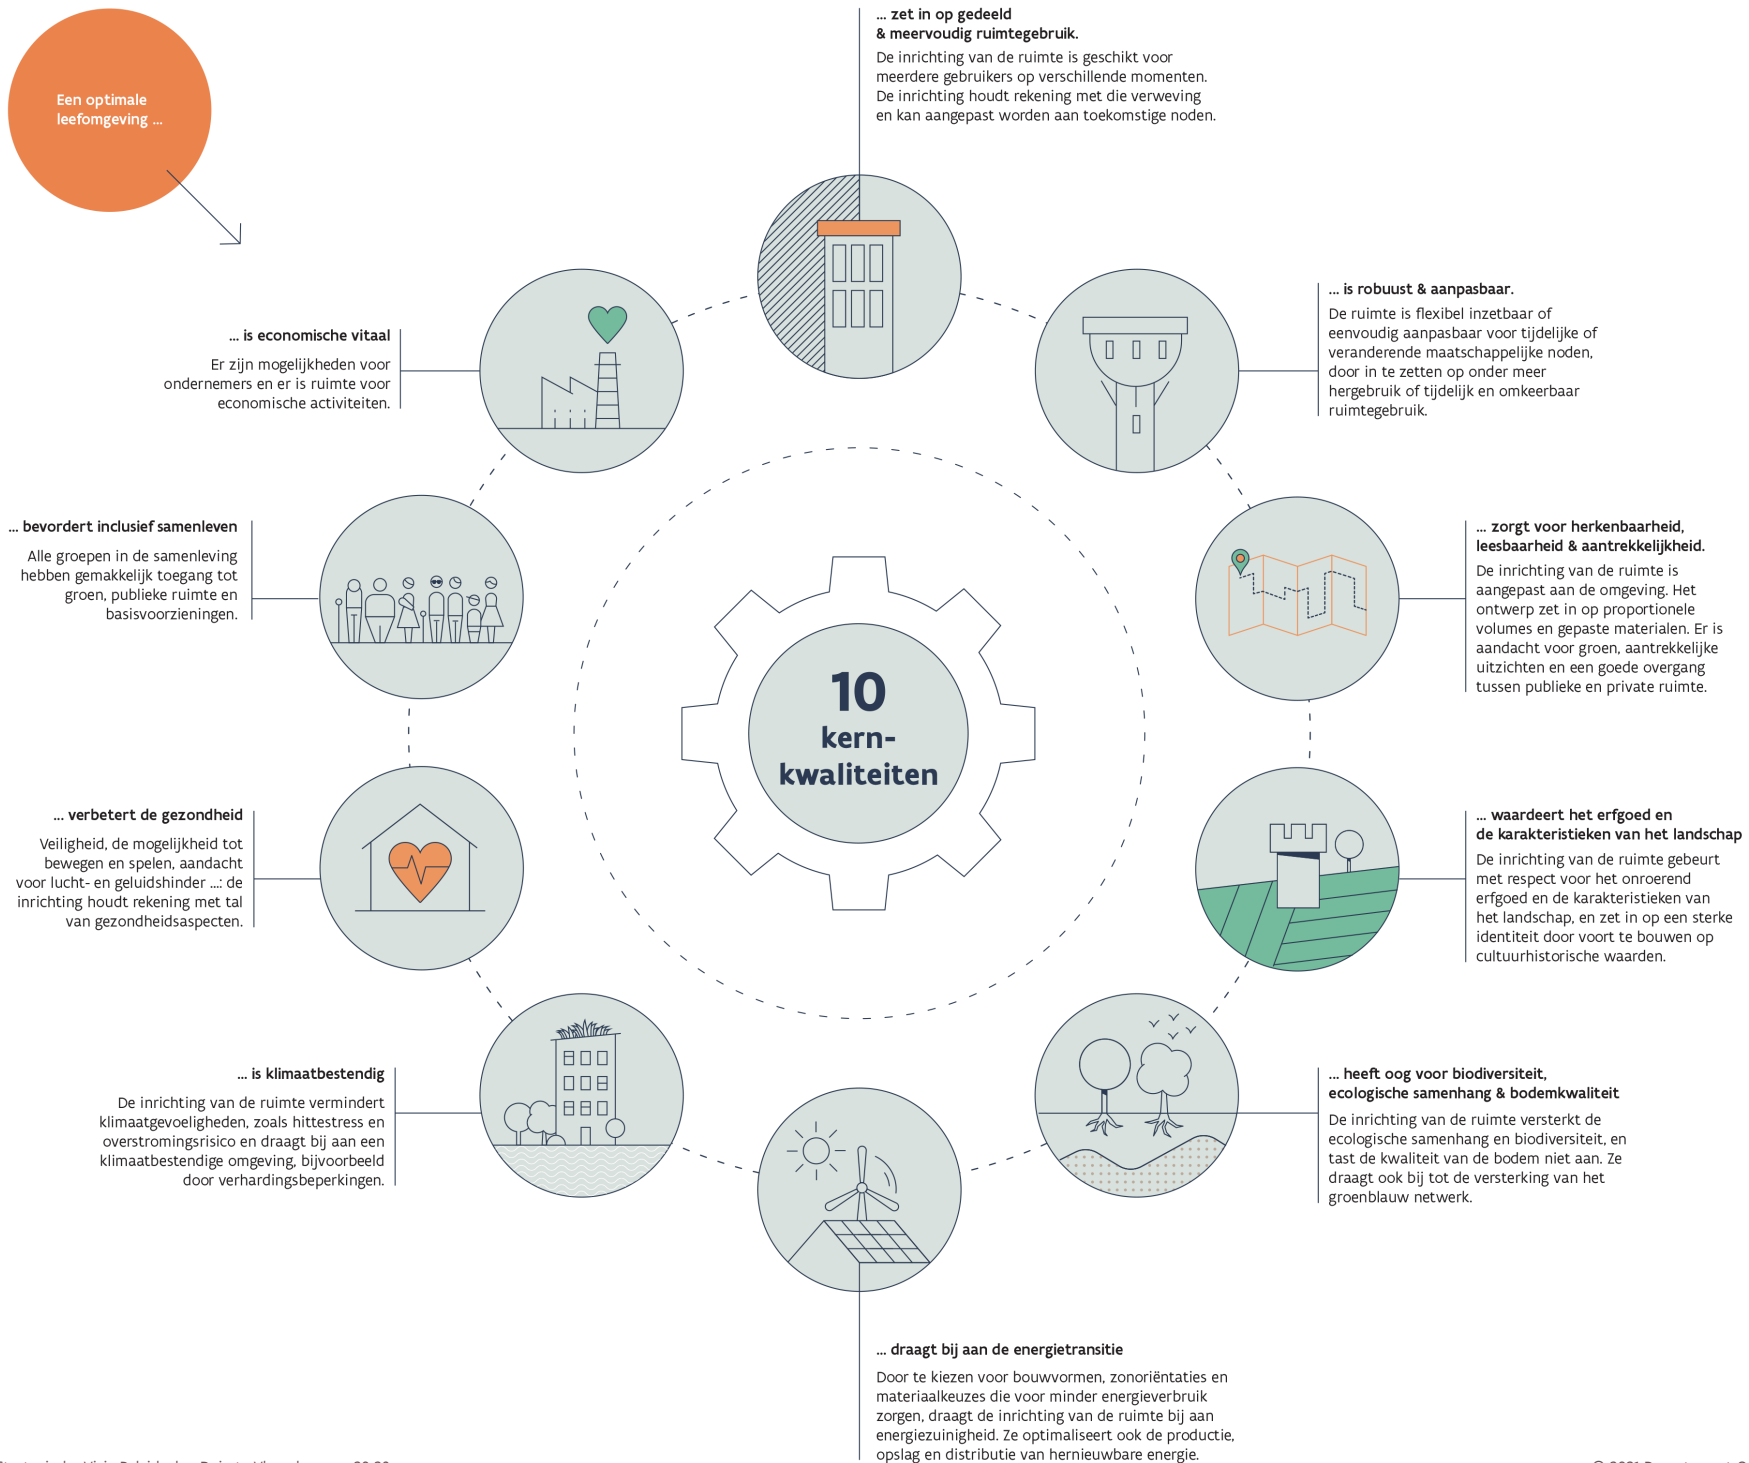 Een optimale
leefomgeving ...
... zet in op gedeeld
& meervoudig ruimtegebruik.
De inrichting van de ruimte is geschikt voor
meerdere gebruikers op verschillende momenten.
De inrichting houdt rekening met die verweving
en kan aangepast worden aan toekomstige noden.
... is robuust & aanpasbaar.
De ruimte is flexibel inzetbaar of
eenvoudig aanpasbaar voor tijdelijke of
veranderende maatschappelijke noden,
door in te zetten op onder meer
hergebruik of tijdelijk en omkeerbaar
ruimtegebruik.
... zorgt voor herkenbaarheid,
leesbaarheid & aantrekkelijkheid.
De inrichting van de ruimte is
aangepast aan de omgeving. Het
ontwerp zet in op proportionele
volumes en gepaste materialen. Er is
aandacht voor groen, aantrekkelijke
uitzichten en een goede overgang
tussen publieke en private ruimte.
... waardeert het erfgoed en
de karakteristieken van het landschap
De inrichting van de ruimte gebeurt
met respect voor het onroerend
erfgoed en de karakteristieken van
het landschap, en zet in op een sterke
identiteit door voort te bouwen op
cultuurhistorische waarden.
... heeft oog voor biodiversiteit,
ecologische samenhang & bodemkwaliteit
De inrichting van de ruimte versterkt de
ecologische samenhang en biodiversiteit, en
tast de kwaliteit van de bodem niet aan. Ze
draagt ook bij tot de versterking van het
groenblauw netwerk.
... draagt bij aan de energietransitie
Door te kiezen voor bouwvormen, zonoriëntaties en
materiaalkeuzes die voor minder energieverbruik
zorgen, draagt de inrichting van de ruimte bij aan
energiezuinigheid. Ze optimaliseert ook de productie,
opslag en distributie van hernieuwbare energie.
... is klimaatbestendig
De inrichting van de ruimte vermindert
klimaatgevoeligheden, zoals hittestress en
overstromingsrisico en draagt bij aan een
klimaatbestendige omgeving, bijvoorbeeld
door verhardingsbeperkingen.
... verbetert de gezondheid
Veiligheid, de mogelijkheid tot
bewegen en spelen, aandacht
voor lucht- en geluidshinder ...: de
inrichting houdt rekening met tal
van gezondheidsaspecten.
... bevordert inclusief samenleven
Alle groepen in de samenleving
hebben gemakkelijk toegang tot
groen, publieke ruimte en
basisvoorzieningen.
... is economische vitaal
Er zijn mogelijkheden voor
ondernemers en er is ruimte voor
economische activiteiten.
10
kern-
kwaliteiten